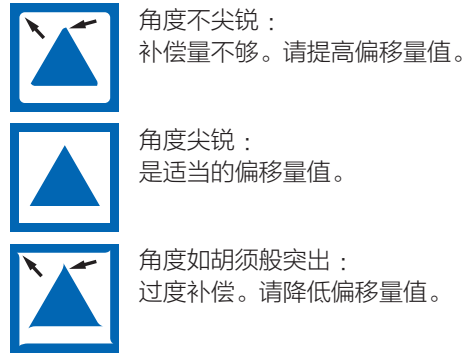 角度不尖锐：
补偿量不够。请提高偏移量值。
角度尖锐：
是适当的偏移量值。
角度如胡须般突出：
过度补偿。请降低偏移量值。